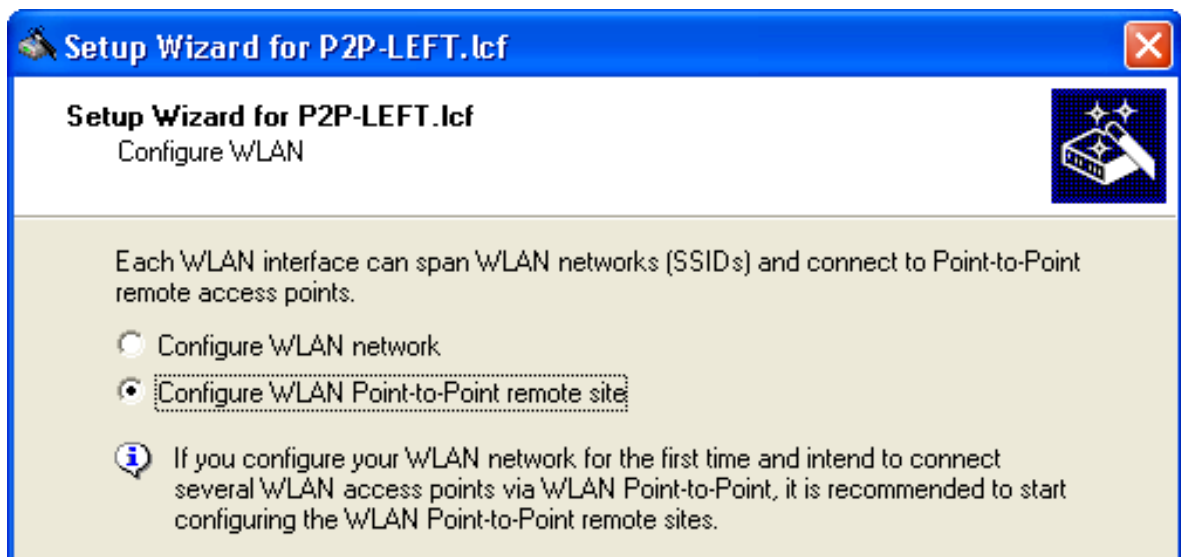 Setup Wizard for P2P-LEFT.lcf
Setup Wizard for P2P-LEFT.lcf
Configure WLAN
Each WLAN interface can span WLAN networks (SSIDs) and connect to Point-to-Point
remote access points.
Configure WLAN network
Configure WLAN Point-to-Point remote site
If you configure your WLAN network for the first time and intend to connect
several WLAN access points via WLAN Point-to-Point, it is recommended to start
configuring the WLAN Point-to-Point remote sites.